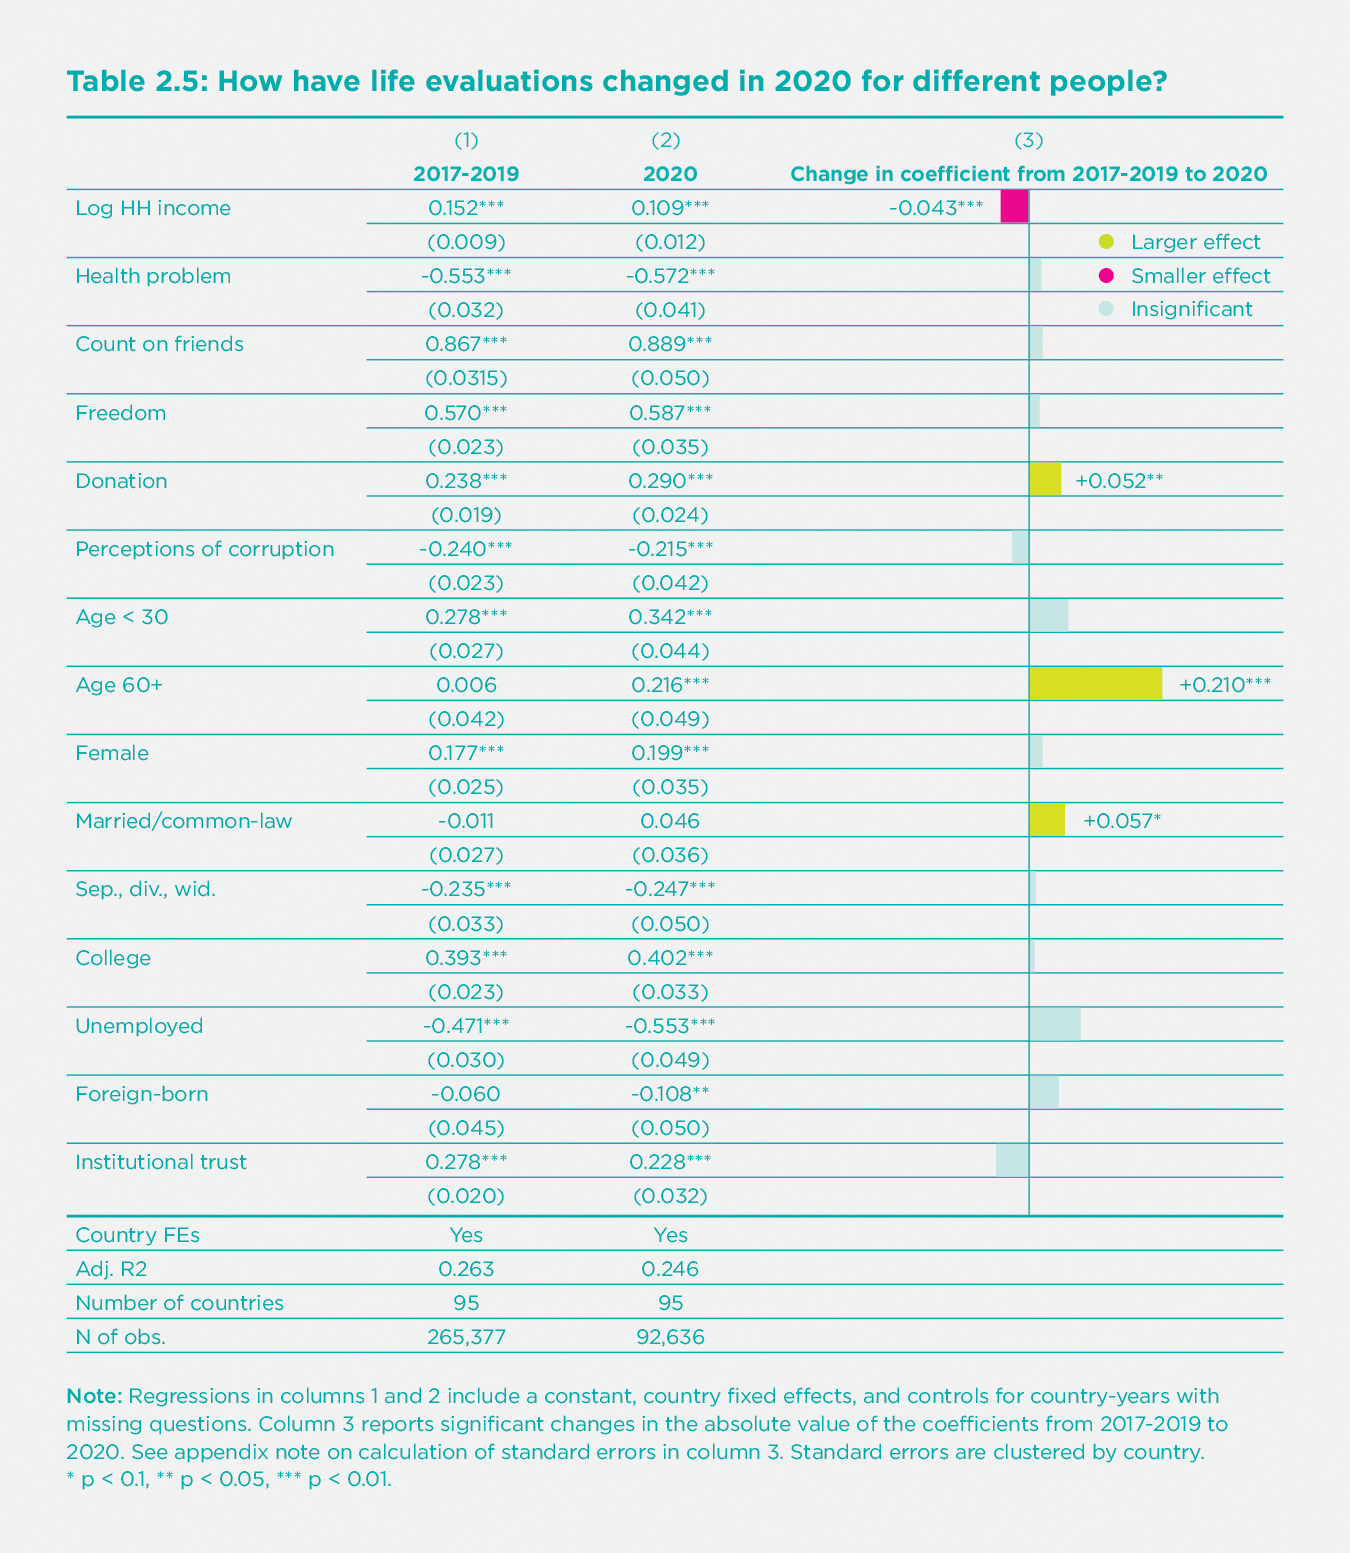 Table 2.5: How have life evaluations changed in 2020 for different people?
(1) (2) (3)
2017-2019 2020 Change in coefficient from 2017-2019 to 2020
Log HH income 0.152*** 0.109*** -0.043***
(0.009) (0.012) Larger effect
Health problem -0.553*** -0.572*** Smaller effect
(0.032) (0.041) Insignificant
Count on friends 0.867*** 0.889***
(0.0315) (0.050)
Freedom 0.570*** 0.587***
(0.023) (0.035)
Donation 0.238*** 0.290*** +0.052**
(0.019) (0.024)
Perceptions of corruption -0.240*** -0.215***
(0.023) (0.042)
Age < 30 0.278*** 0.342***
(0.027) (0.044)
Age 60+ 0.006 0.216*** +0.210***
(0.042) (0.049)
Female 0.177*** 0.199***
(0.025) (0.035)
Married/common-law -0.011 0.046 +0.057*
(0.027) (0.036)
Sep., div., wid. -0.235*** -0.247***
(0.033) (0.050)
College 0.393*** 0.402***
(0.023) (0.033)
Unemployed -0.471*** -0.553***
(0.030) (0.049)
Foreign-born -0.060 -0.108**
(0.045) (0.050)
Institutional trust 0.278*** 0.228***
(0.020) (0.032)
Country FEs Yes Yes
Adj. R2 0.263 0.246
Number of countries 95 95
N of obs. 265,377 92,636
Note: Regressions in columns 1 and 2 include a constant, country fixed effects, and controls for country-years with
missing questions. Column 3 reports significant changes in the absolute value of the coefficients from 2017-2019 to
2020. See appendix note on calculation of standard errors in column 3. Standard errors are clustered by country.
* p < 0.1, ** p < 0.05, *** p < 0.01.